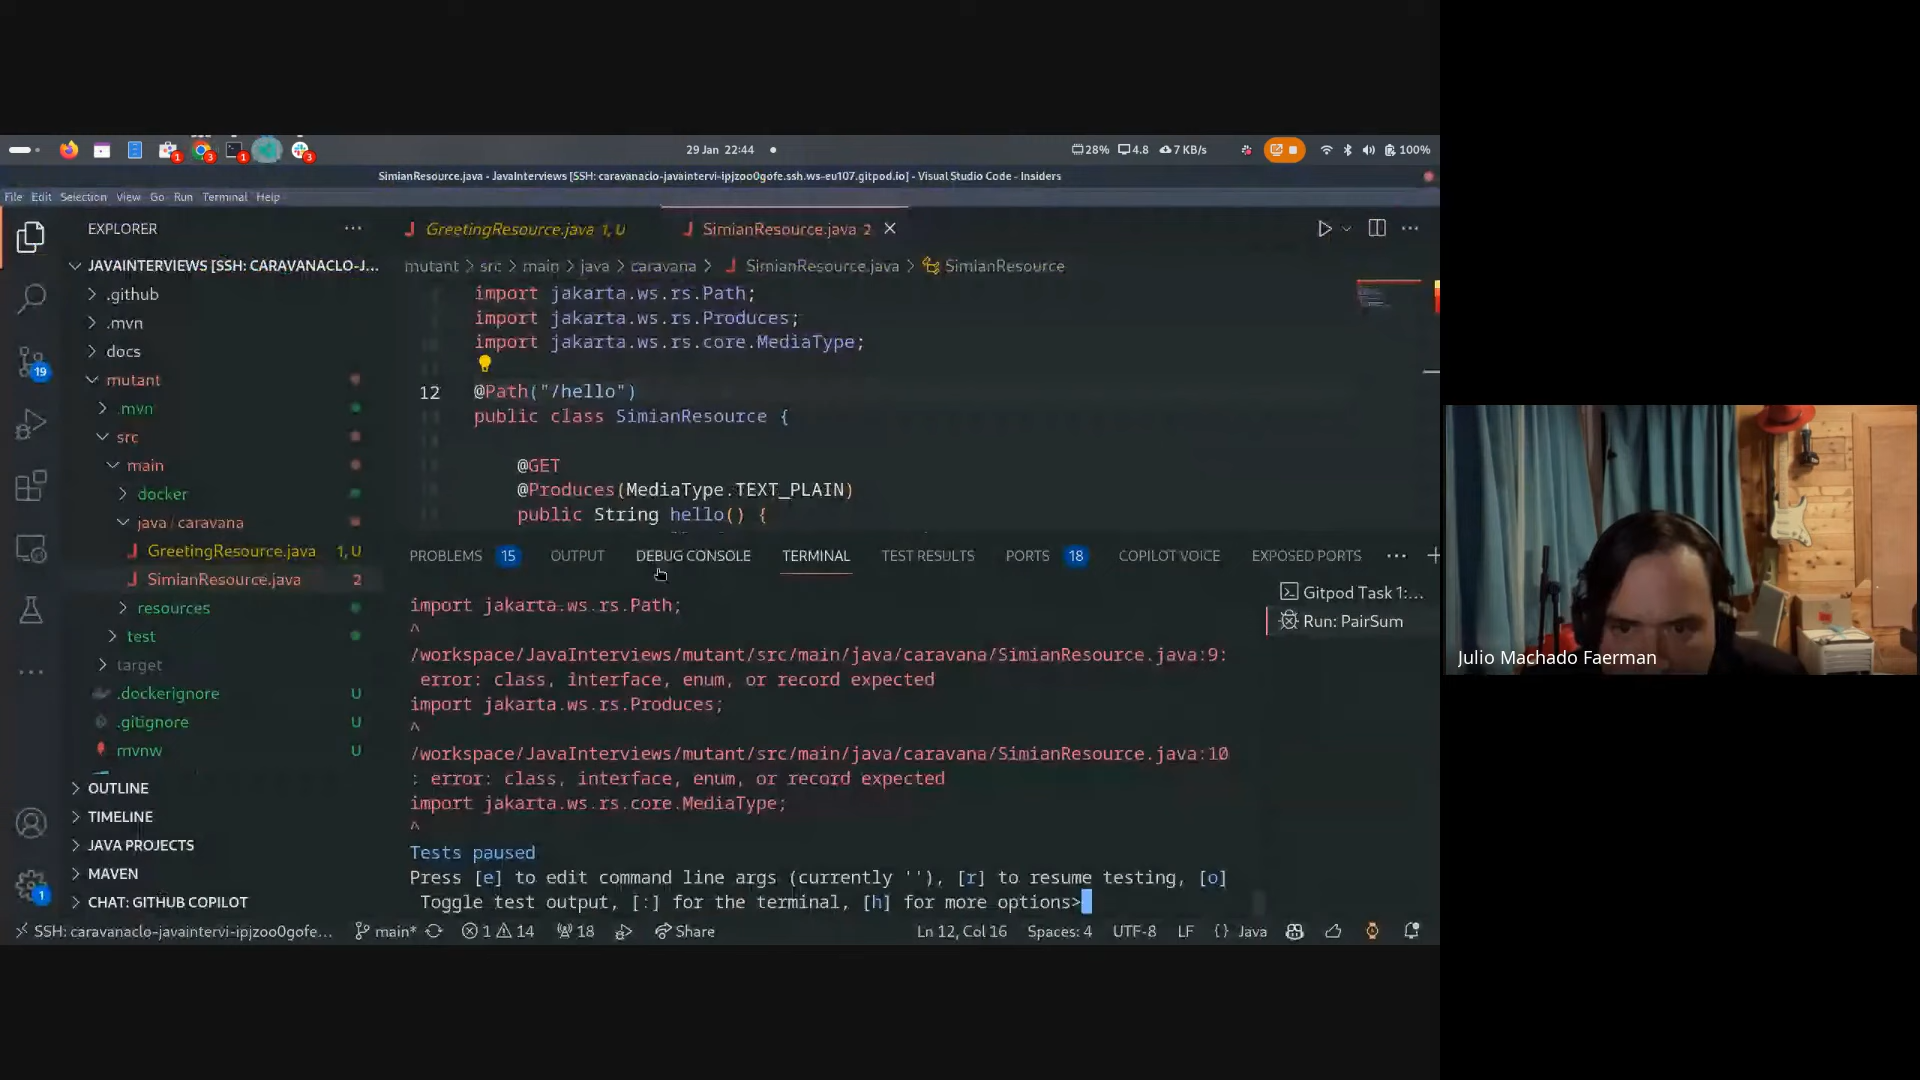 29 Jan 22:44
28%
4.8
7 KB/s
100%
SimianResource.java - JavaInterviews [SSH: caravanaclo-javaintervi-ipjzoo0gofe.ssh.ws-eu107.gitpod.io] - Visual Studio Code - Insiders
File Edit Selection View Go Run Terminal Help
EXPLORER
JAVAINTERVIEWS [SSH: CARAVANACLO-J...
.github
.mvn
docs
mutant
.mvn
src
main
docker
java / caravana
GreetingResource.java 1, U
SimianResource.java 2
resources
test
target
.dockerignore U
.gitignore U
mvnw U
OUTLINE
TIMELINE
JAVA PROJECTS
MAVEN
CHAT: GITHUB COPILOT
19
1
GreetingResource.java 1, U
SimianResource.java 2
mutant > src > main > java > caravana > SimianResource.java > SimianResource
import jakarta.ws.rs.Path;
import jakarta.ws.rs.Produces;
import jakarta.ws.rs.core.MediaType;
12 @Path("/hello")
public class SimianResource {
@GET
@Produces(MediaType.TEXT_PLAIN)
public String hello() {
PROBLEMS 15 OUTPUT DEBUG CONSOLE TERMINAL TEST RESULTS PORTS 18 COPILOT VOICE EXPOSED PORTS
Gitpod Task 1:...
Run: PairSum
import jakarta.ws.rs.Path;
^
/workspace/JavaInterviews/mutant/src/main/java/caravana/SimianResource.java:9:
error: class, interface, enum, or record expected
import jakarta.ws.rs.Produces;
^
/workspace/JavaInterviews/mutant/src/main/java/caravana/SimianResource.java:10
: error: class, interface, enum, or record expected
import jakarta.ws.rs.core.MediaType;
^
Tests paused
Press [e] to edit command line args (currently ''), [r] to resume testing, [o]
Toggle test output, [:] for the terminal, [h] for more options>
SSH: caravanaclo-javaintervi-ipjzoo0gofe... main* 1 14 18 Share Ln 12, Col 16 Spaces: 4 UTF-8 LF {} Java
Julio Machado Faerman